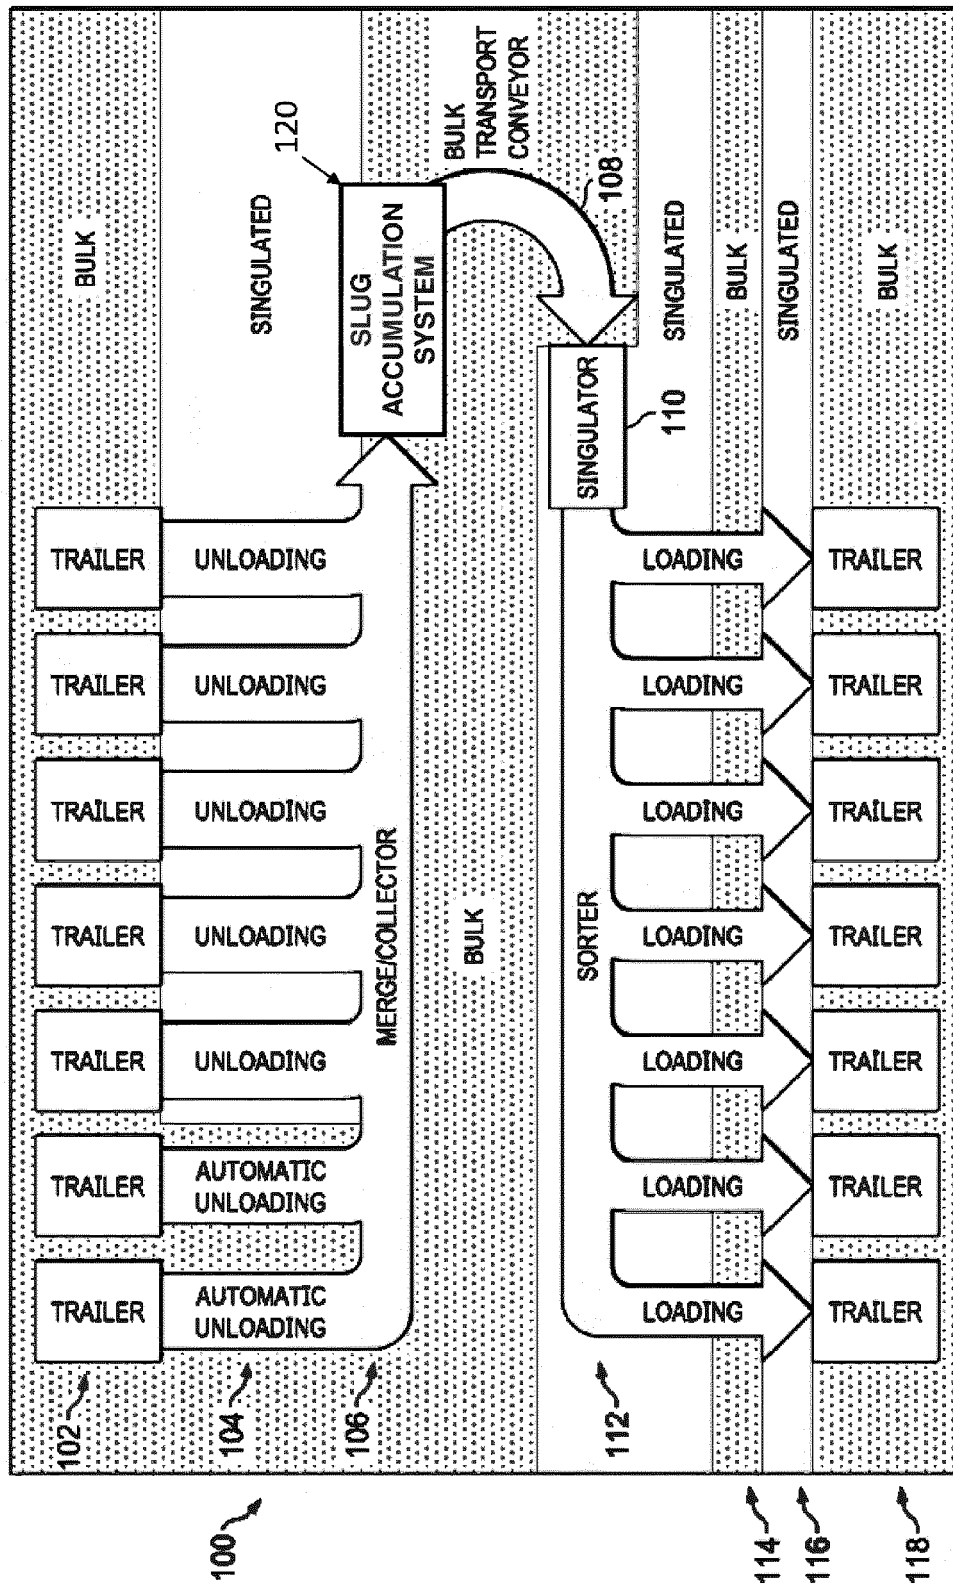 BULK
TRAILER
TRAILER
TRAILER
TRAILER
TRAILER
TRAILER
TRAILER
102
SINGULATED
AUTOMATIC
UNLOADING
AUTOMATIC
UNLOADING
UNLOADING
UNLOADING
UNLOADING
UNLOADING
UNLOADING
104
100
120
SLUG
ACCUMULATION
SYSTEM
MERGE/COLLECTOR
106
BULK
TRANSPORT
CONVEYOR
BULK
108
SINGULATOR
110
SORTER
112
SINGULATED
LOADING
LOADING
LOADING
LOADING
LOADING
LOADING
LOADING
BULK
114
SINGULATED
116
TRAILER
TRAILER
TRAILER
TRAILER
TRAILER
TRAILER
TRAILER
BULK
118